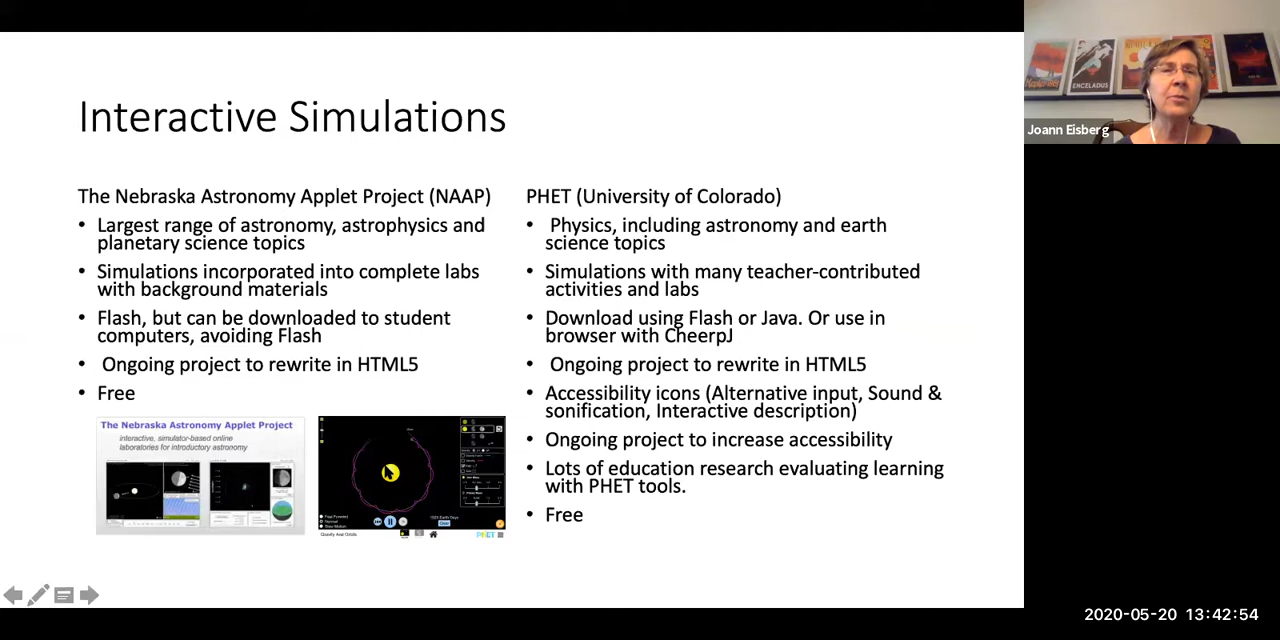 Interactive Simulations
The Nebraska Astronomy Applet Project (NAAP)
• Largest range of astronomy, astrophysics and
planetary science topics
• Simulations incorporated into complete labs
with background materials
• Flash, but can be downloaded to student
computers, avoiding Flash
• Ongoing project to rewrite in HTML5
• Free
The Nebraska Astronomy Applet Project
interactive, simulator-based online
laboratories for introductory astronomy
Gravity And Orbits
PhET
PHET (University of Colorado)
• Physics, including astronomy and earth
science topics
• Simulations with many teacher-contributed
activities and labs
• Download using Flash or Java. Or use in
browser with CheerpJ
• Ongoing project to rewrite in HTML5
• Accessibility icons (Alternative input, Sound &
sonification, Interactive description)
• Ongoing project to increase accessibility
• Lots of education research evaluating learning
with PHET tools.
• Free
ENCELADUS
Joann Eisberg
2020-05-20 13:42:54